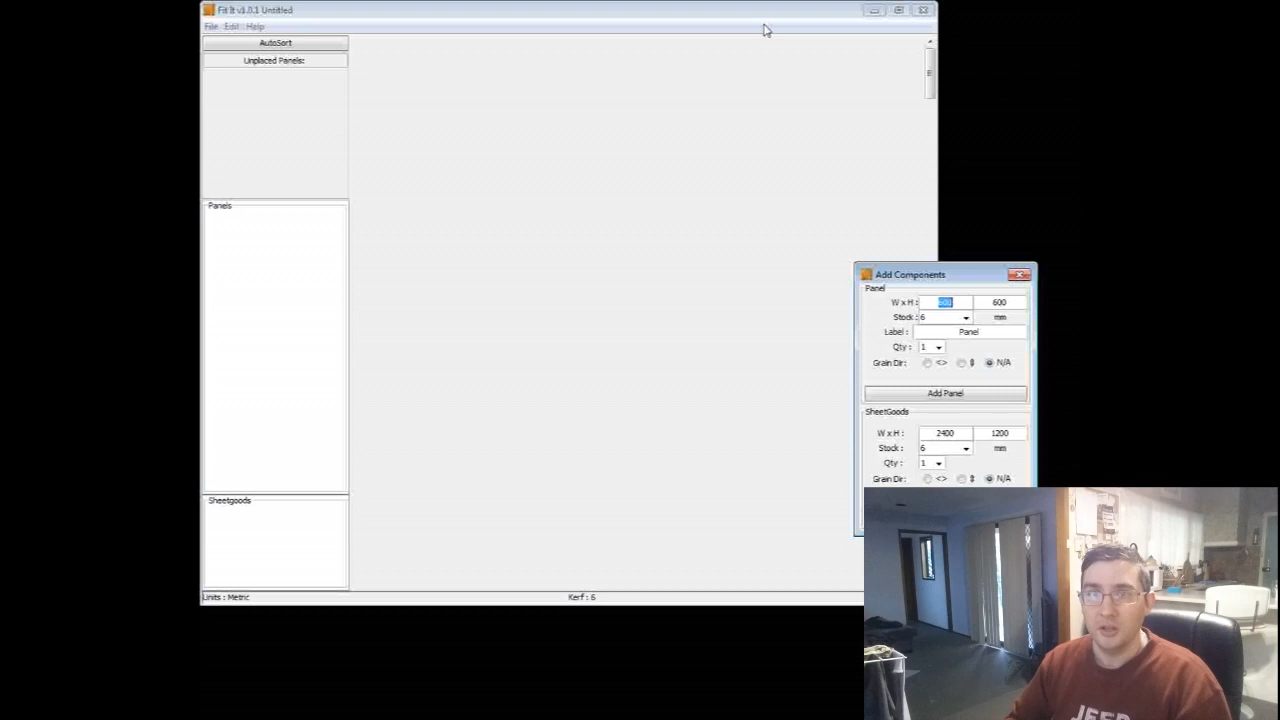 Fit It v1.0.1 Untitled
File Edit Help
AutoSort
Unplaced Panels:
Panels
Sheetgoods
Units : Metric
Kerf : 6
Add Components
Panel
W x H : 600 600
Stock : 6 mm
Label : Panel
Qty : 1
Grain Dir: <> N/A
Add Panel
SheetGoods
W x H : 2400 1200
Stock : 6 mm
Qty : 1
Grain Dir: <> N/A
JEEP